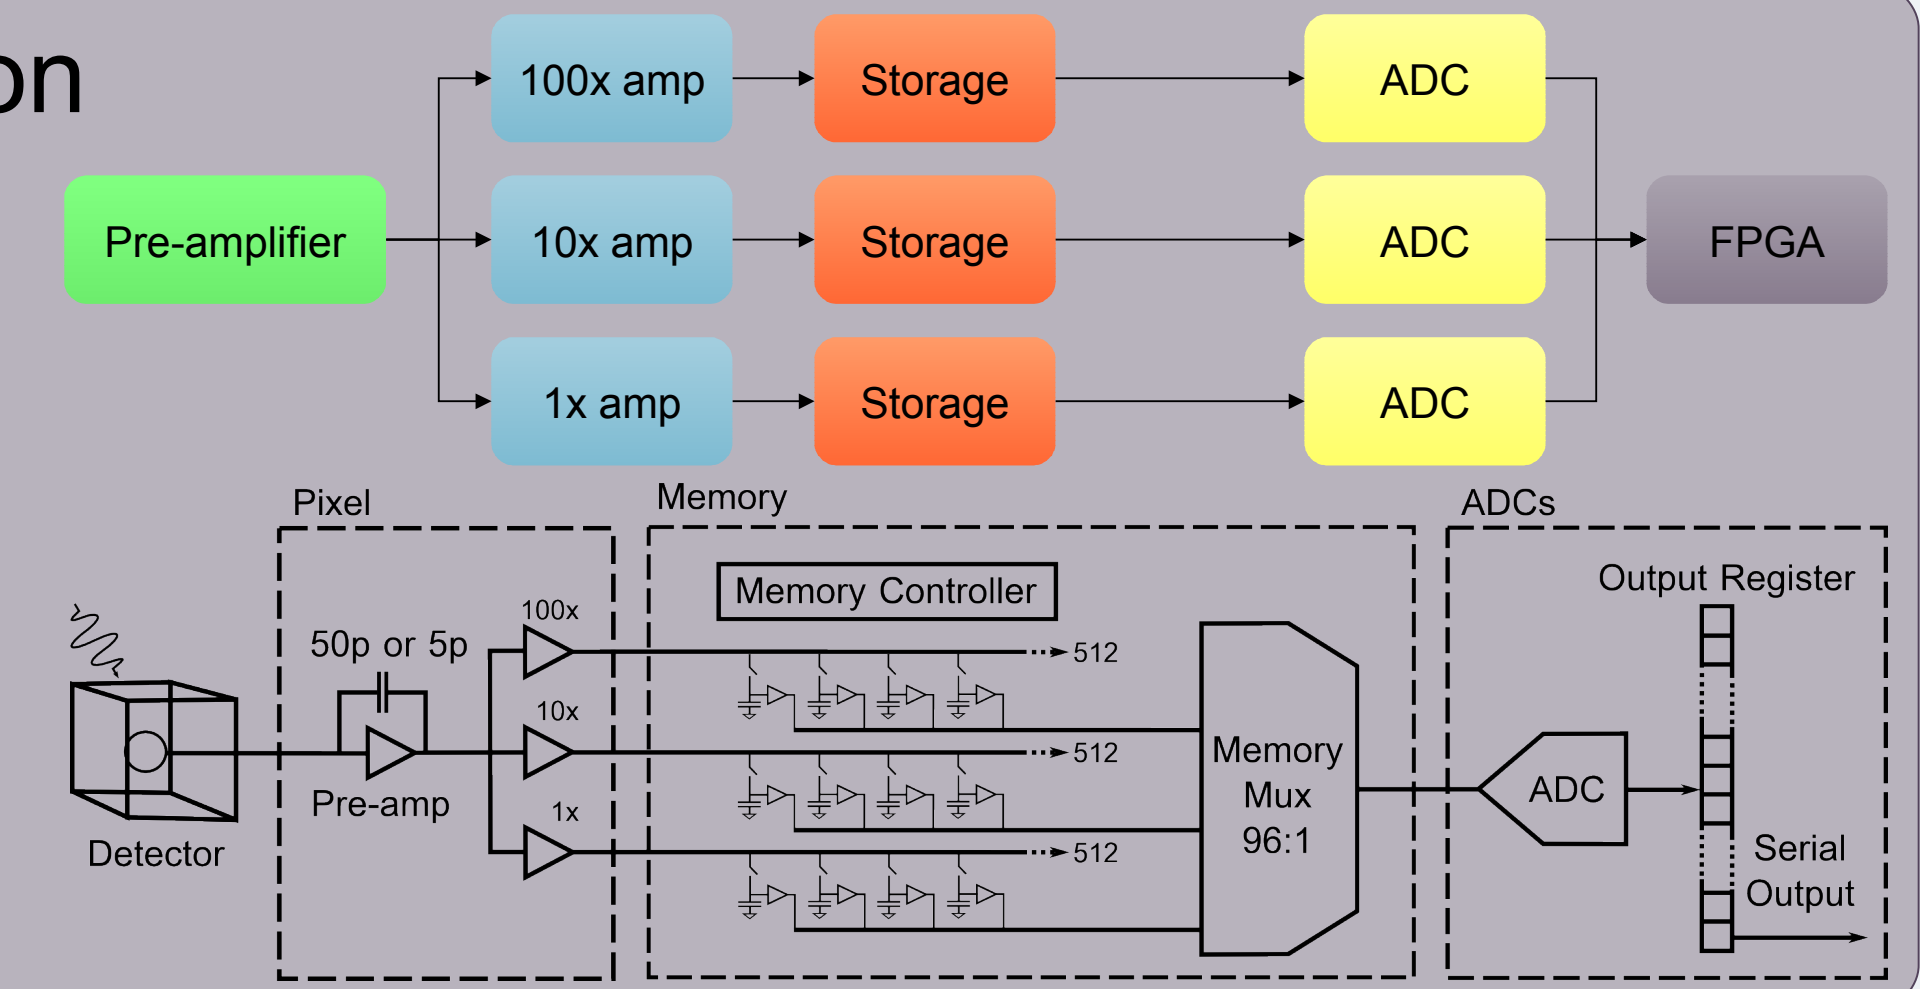 on
100x amp
Storage
ADC
Pre-amplifier
10x amp
Storage
ADC
FPGA
1x amp
Storage
ADC
Pixel
Memory
ADCs
Memory Controller
Output Register
100x
50p or 5p
512
10x
512
Memory
Mux
96:1
ADC
Pre-amp
1x
512
Detector
Serial
Output